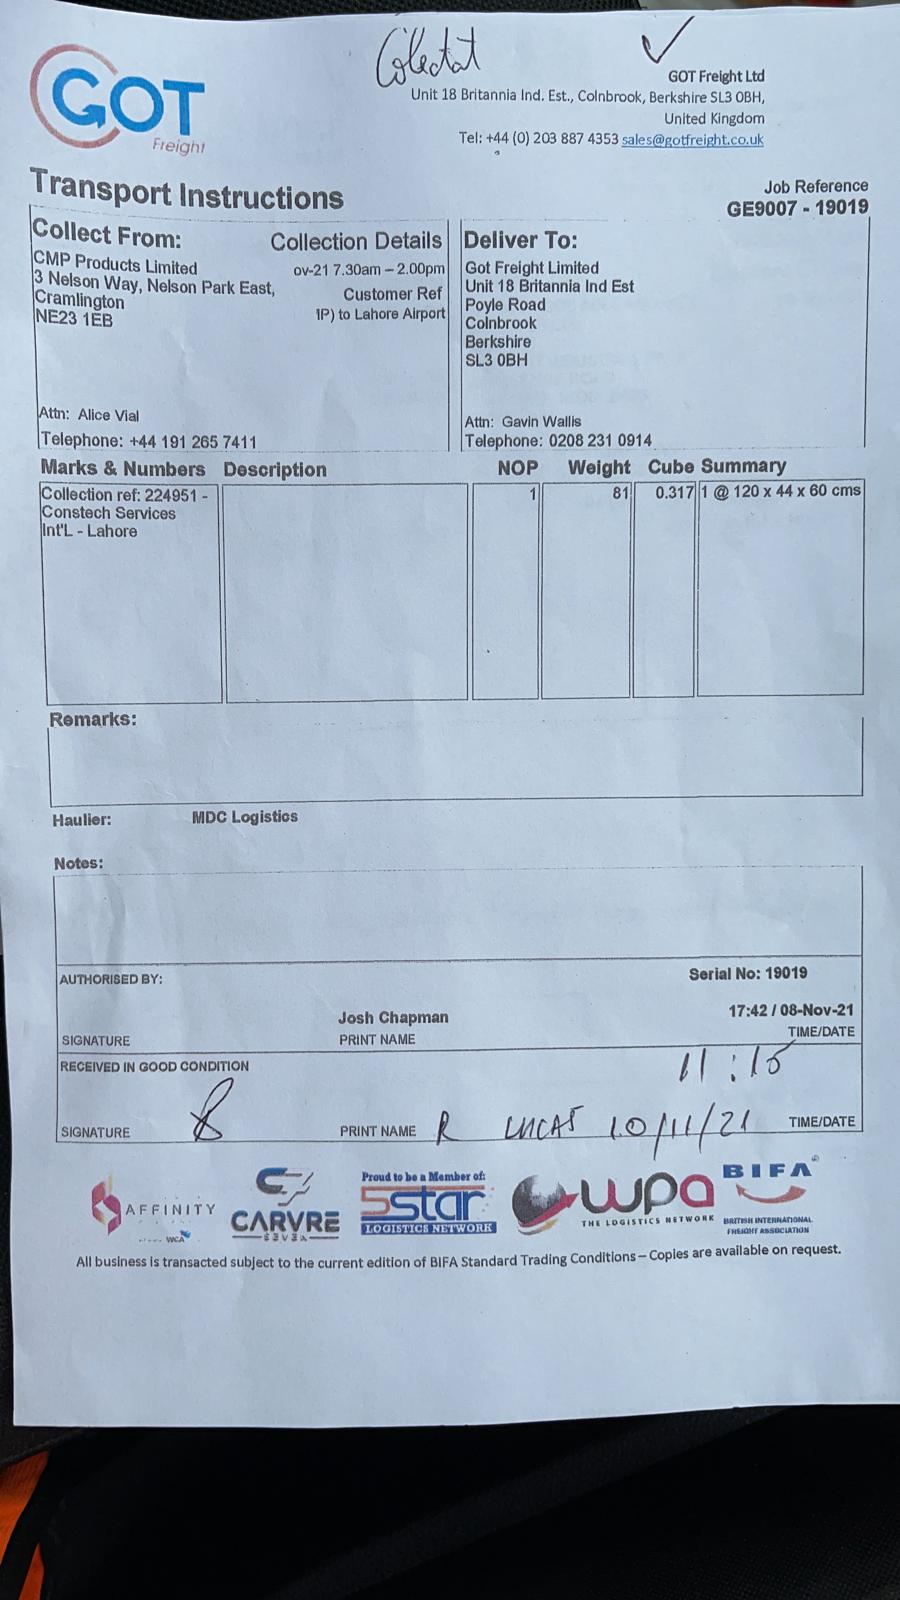 GOT
Freight
GOT Freight Ltd
Unit 18 Britannia Ind. Est., Colnbrook, Berkshire SL3 0BH,
United Kingdom
Tel: +44 (0) 203 887 4353 sales@gotfreight.co.uk
Transport Instructions
Job Reference
GE9007 - 19019
Collect From:
CMP Products Limited
3 Nelson Way, Nelson Park East,
Cramlington
NE23 1EB
Attn: Alice Vial
Telephone: +44 191 265 7411
Collection Details
ov-21 7.30am – 2.00pm
Customer Ref
IP) to Lahore Airport
Deliver To:
Got Freight Limited
Unit 18 Britannia Ind Est
Poyle Road
Colnbrook
Berkshire
SL3 0BH
Attn: Gavin Wallis
Telephone: 0208 231 0914
Marks & Numbers Description NOP Weight Cube Summary
Collection ref: 224951 - 1 81 0.317 1 @ 120 x 44 x 60 cms
Constech Services
Int'L - Lahore
Remarks:
Haulier: MDC Logistics
Notes:
AUTHORISED BY: Serial No: 19019
Josh Chapman 17:42 / 08-Nov-21
SIGNATURE PRINT NAME TIME/DATE
RECEIVED IN GOOD CONDITION 11:15
SIGNATURE PRINT NAME R LUCAS 10/11/21 TIME/DATE
AFFINITY
WCA
CARVRE
SEVEN
Proud to be a Member of:
5star
LOGISTICS NETWORK
wpa
THE LOGISTICS NETWORK
BIFA
BRITISH INTERNATIONAL
FREIGHT ASSOCIATION
All business is transacted subject to the current edition of BIFA Standard Trading Conditions – Copies are available on request.